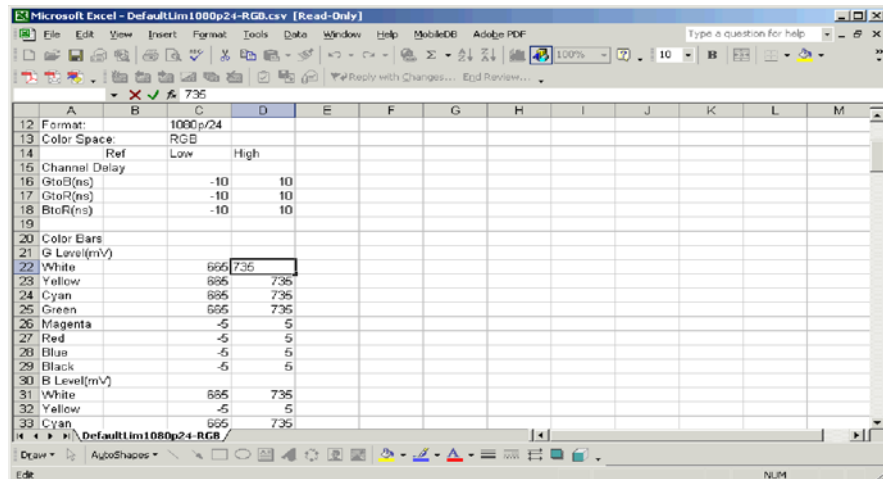 Microsoft Excel - DefaultLim1080p24-RGB.csv [Read-Only]
File Edit View Insert Format Tools Data Window Help MobileDB Adobe PDF Type a question for help
100% 10 B
Reply with Changes... End Review...
735
A B C D E F G H I J K L M
12 Format: 1080p/24
13 Color Space: RGB
14 Ref Low High
15 Channel Delay
16 GtoB(ns) -10 10
17 GtoR(ns) -10 10
18 BtoR(ns) -10 10
19
20 Color Bars
21 G Level(mV)
22 White 665 735
23 Yellow 665 735
24 Cyan 665 735
25 Green 665 735
26 Magenta -5 5
27 Red -5 5
28 Blue -5 5
29 Black -5 5
30 B Level(mV)
31 White 665 735
32 Yellow -5 5
33 Cyan 665 735
DefaultLim1080p24-RGB
Draw AutoShapes
Edit NUM